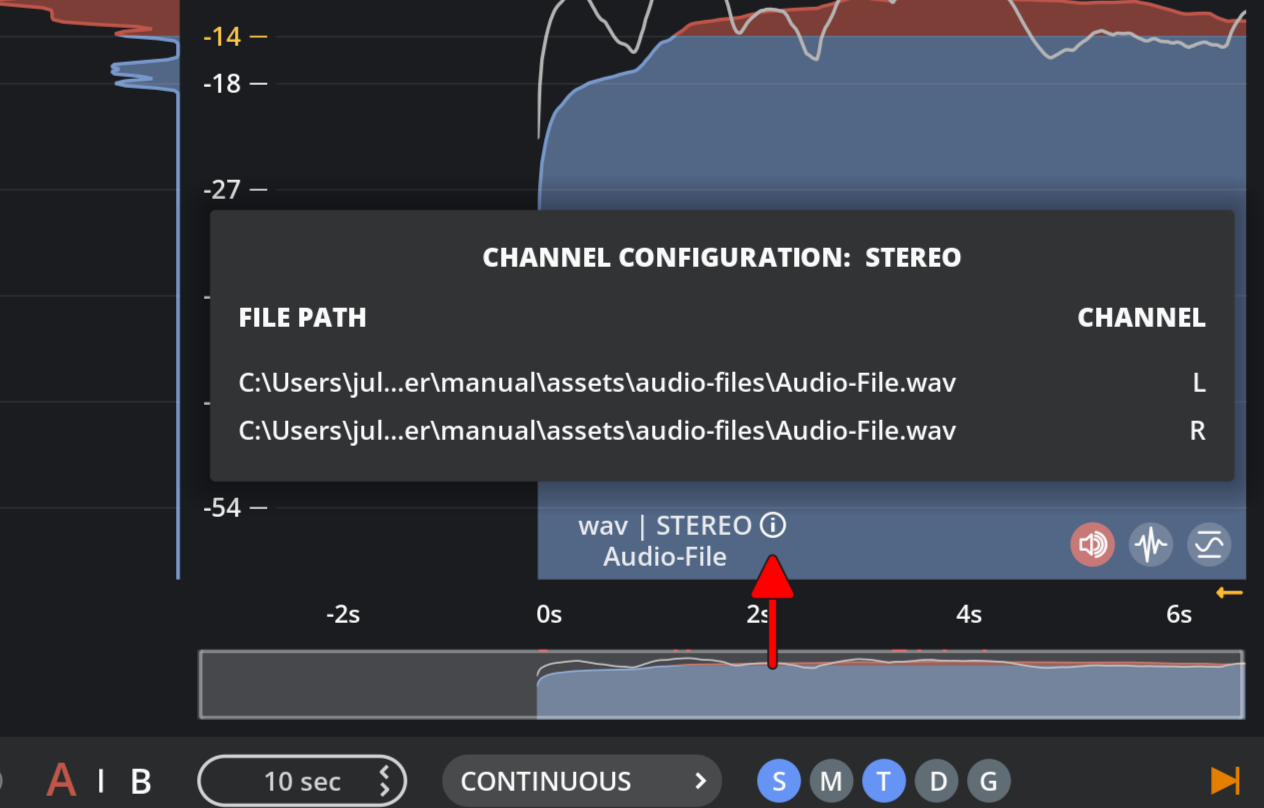 -14
-18
-27
CHANNEL CONFIGURATION: STEREO
FILE PATH CHANNEL
C:\Users\jul...er\manual\assets\audio-files\Audio-File.wav L
C:\Users\jul...er\manual\assets\audio-files\Audio-File.wav R
-54
wav | STEREO
Audio-File
-2s 0s 2s 4s 6s
A | B 10 sec CONTINUOUS S M T D G